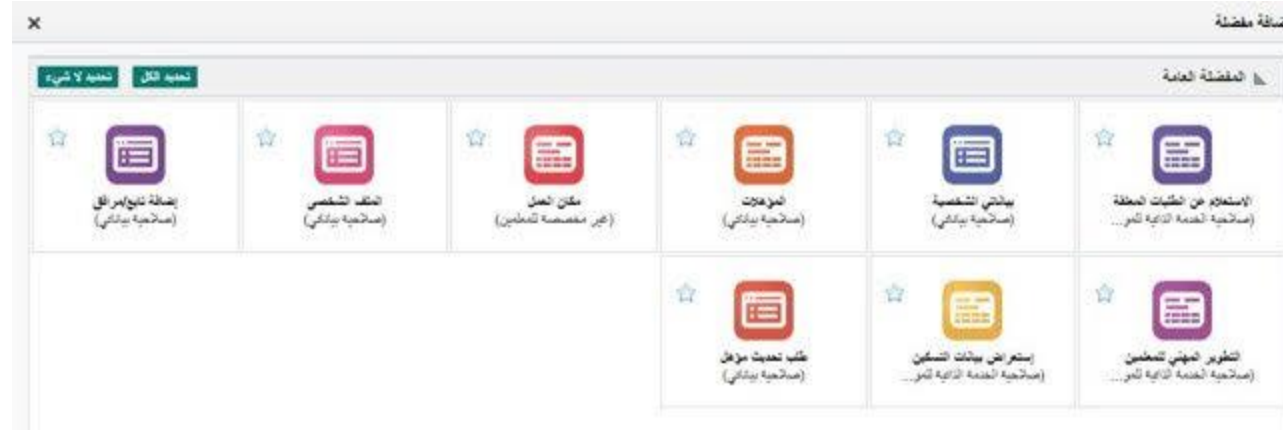 ضافة مفضلة
المفضلة العامة
تحديد الكل
تحديد لا شيء
الاستعلام عن الطلبات المعلقة
(صلاحية الخدمة الذاتية للمو...
بياناتي الشخصية
(صلاحية بياناتي)
المؤهلات
(صلاحية بياناتي)
مكان العمل
(غير مخصصة للمعلمين)
الملف الشخصي
(صلاحية بياناتي)
إضافة تابع/مرافق
(صلاحية بياناتي)
التطوير المهني للمعلمين
(صلاحية الخدمة الذاتية للمو...
إستعراض بيانات التسكين
(صلاحية الخدمة الذاتية للمو...
طلب تحديث مؤهل
(صلاحية بياناتي)